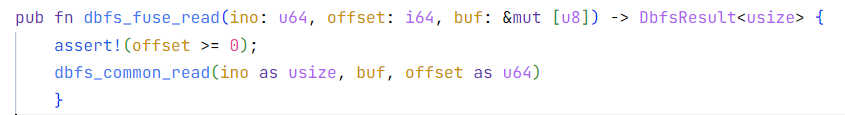 pub fn dbfs_fuse_read(ino: u64, offset: i64, buf: &mut [u8]) -> DbfsResult<usize> {
    assert!(offset >= 0);
    dbfs_common_read(ino as usize, buf, offset as u64)
    }